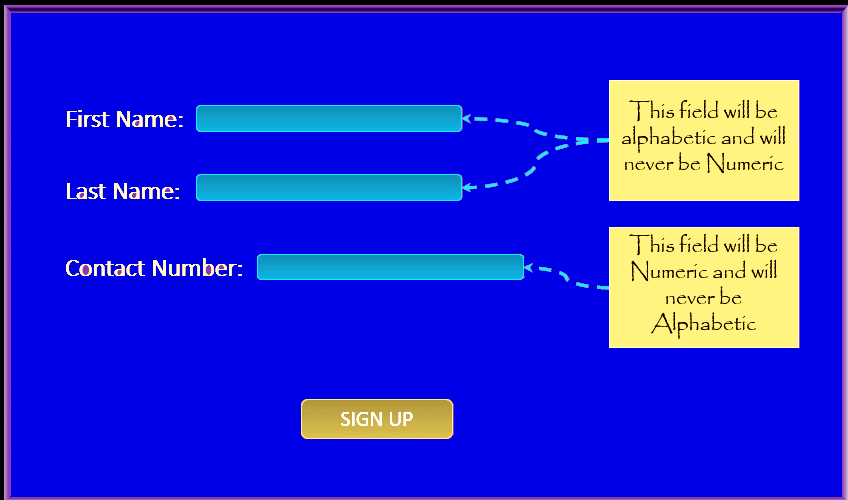 First Name:
This field will be
alphabetic and will
never be Numeric
Last Name:
Contact Number:
This field will be
Numeric and will
never be
Alphabetic
SIGN UP